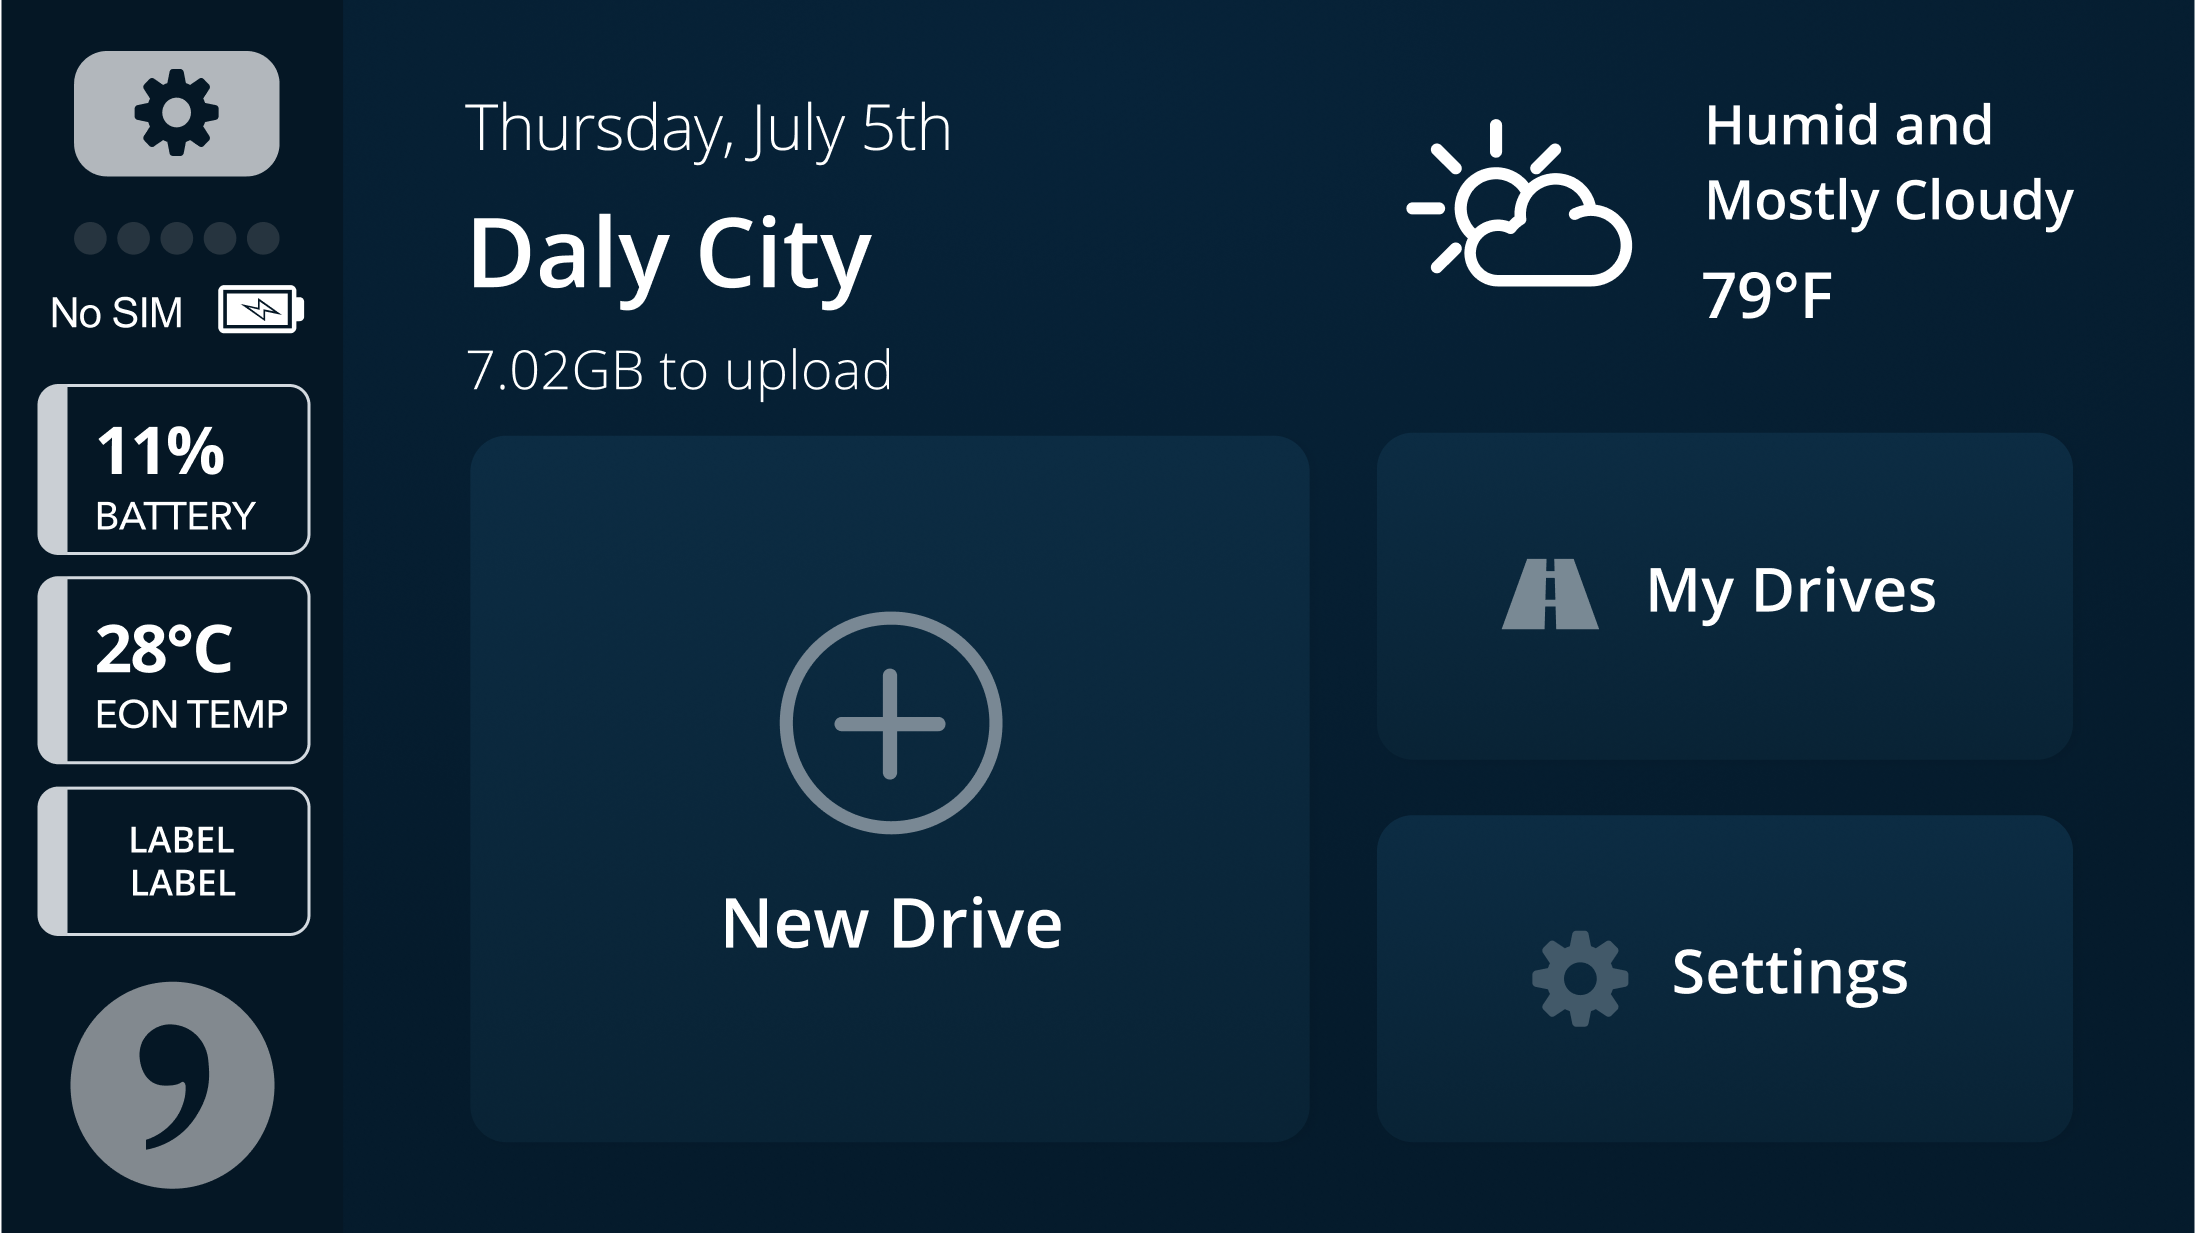 No SIM
11%
BATTERY
28°C
EON TEMP
LABEL
LABEL
Thursday, July 5th
Daly City
7.02GB to upload
Humid and
Mostly Cloudy
79°F
New Drive
My Drives
Settings